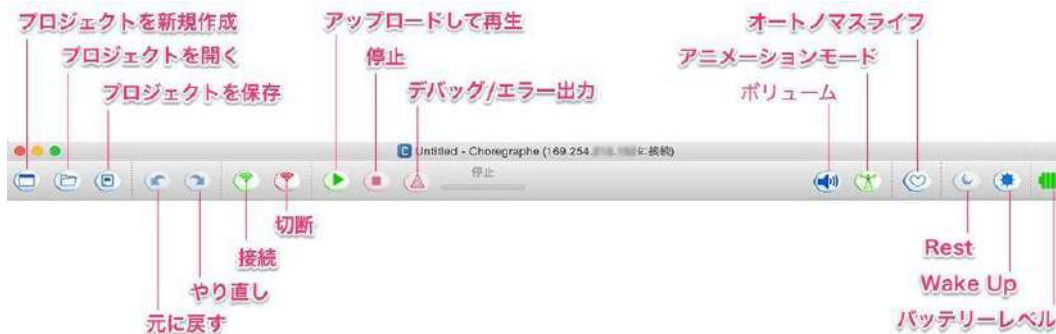 プロジェクトを新規作成
アップロードして再生
オートノマスライフ
プロジェクトを開く
停止
アニメーションモード
プロジェクトを保存
デバッグ/エラー出力
ボリューム
Untitled - Choregraphe (169.254. に接続)
停止
切断
接続
Rest
やり直し
Wake Up
元に戻す
バッテリーレベル